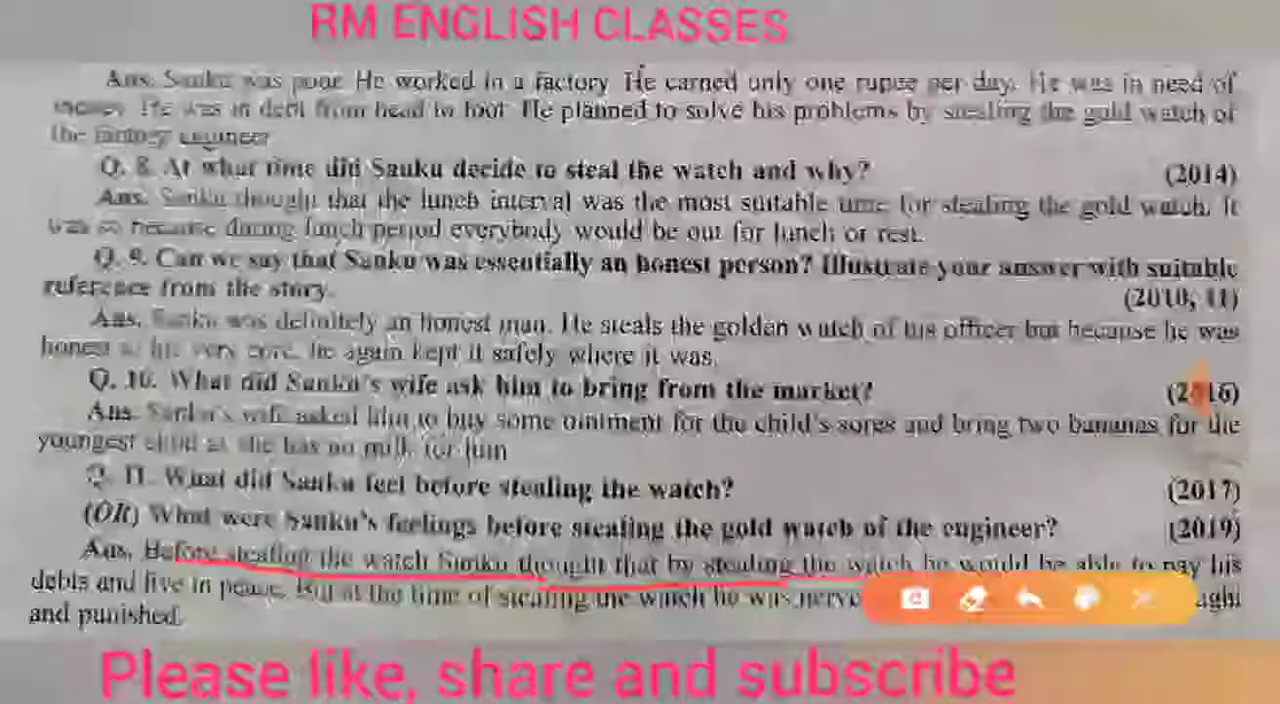 RM ENGLISH CLASSES
Ans. Sanku was poor. He worked in a factory. He earned only one rupee per day. He was in need of
money. He was in debt from head to foot. He planned to solve his problems by stealing the gold watch of
the factory engineer.
Q. 8. At what time did Sanku decide to steal the watch and why? (2014)
Ans. Sanku thought that the lunch interval was the most suitable time for stealing the gold watch. It
was so because during lunch period everybody would be out for lunch or rest.
Q. 9. Can we say that Sanku was essentially an honest person? Illustrate your answer with suitable
reference from the story. (2010, 11)
Ans. Sanku was definitely an honest man. He steals the golden watch of his officer but because he was
honest to his very core, he again kept it safely where it was.
Q. 10. What did Sanku's wife ask him to bring from the market? (2016)
Ans. Sanku's wife asked him to buy some ointment for the child's sores and bring two bananas for the
youngest child as she has no milk for him
Q. 11. What did Sanku feel before stealing the watch? (2017)
(OR) What were Sanku's feelings before stealing the gold watch of the engineer? (2019)
Ans. Before stealing the watch Sanku thought that by stealing the watch he would be able to pay his
debts and live in peace. But at the time of stealing the watch he was
and punished.
Please like, share and subscribe